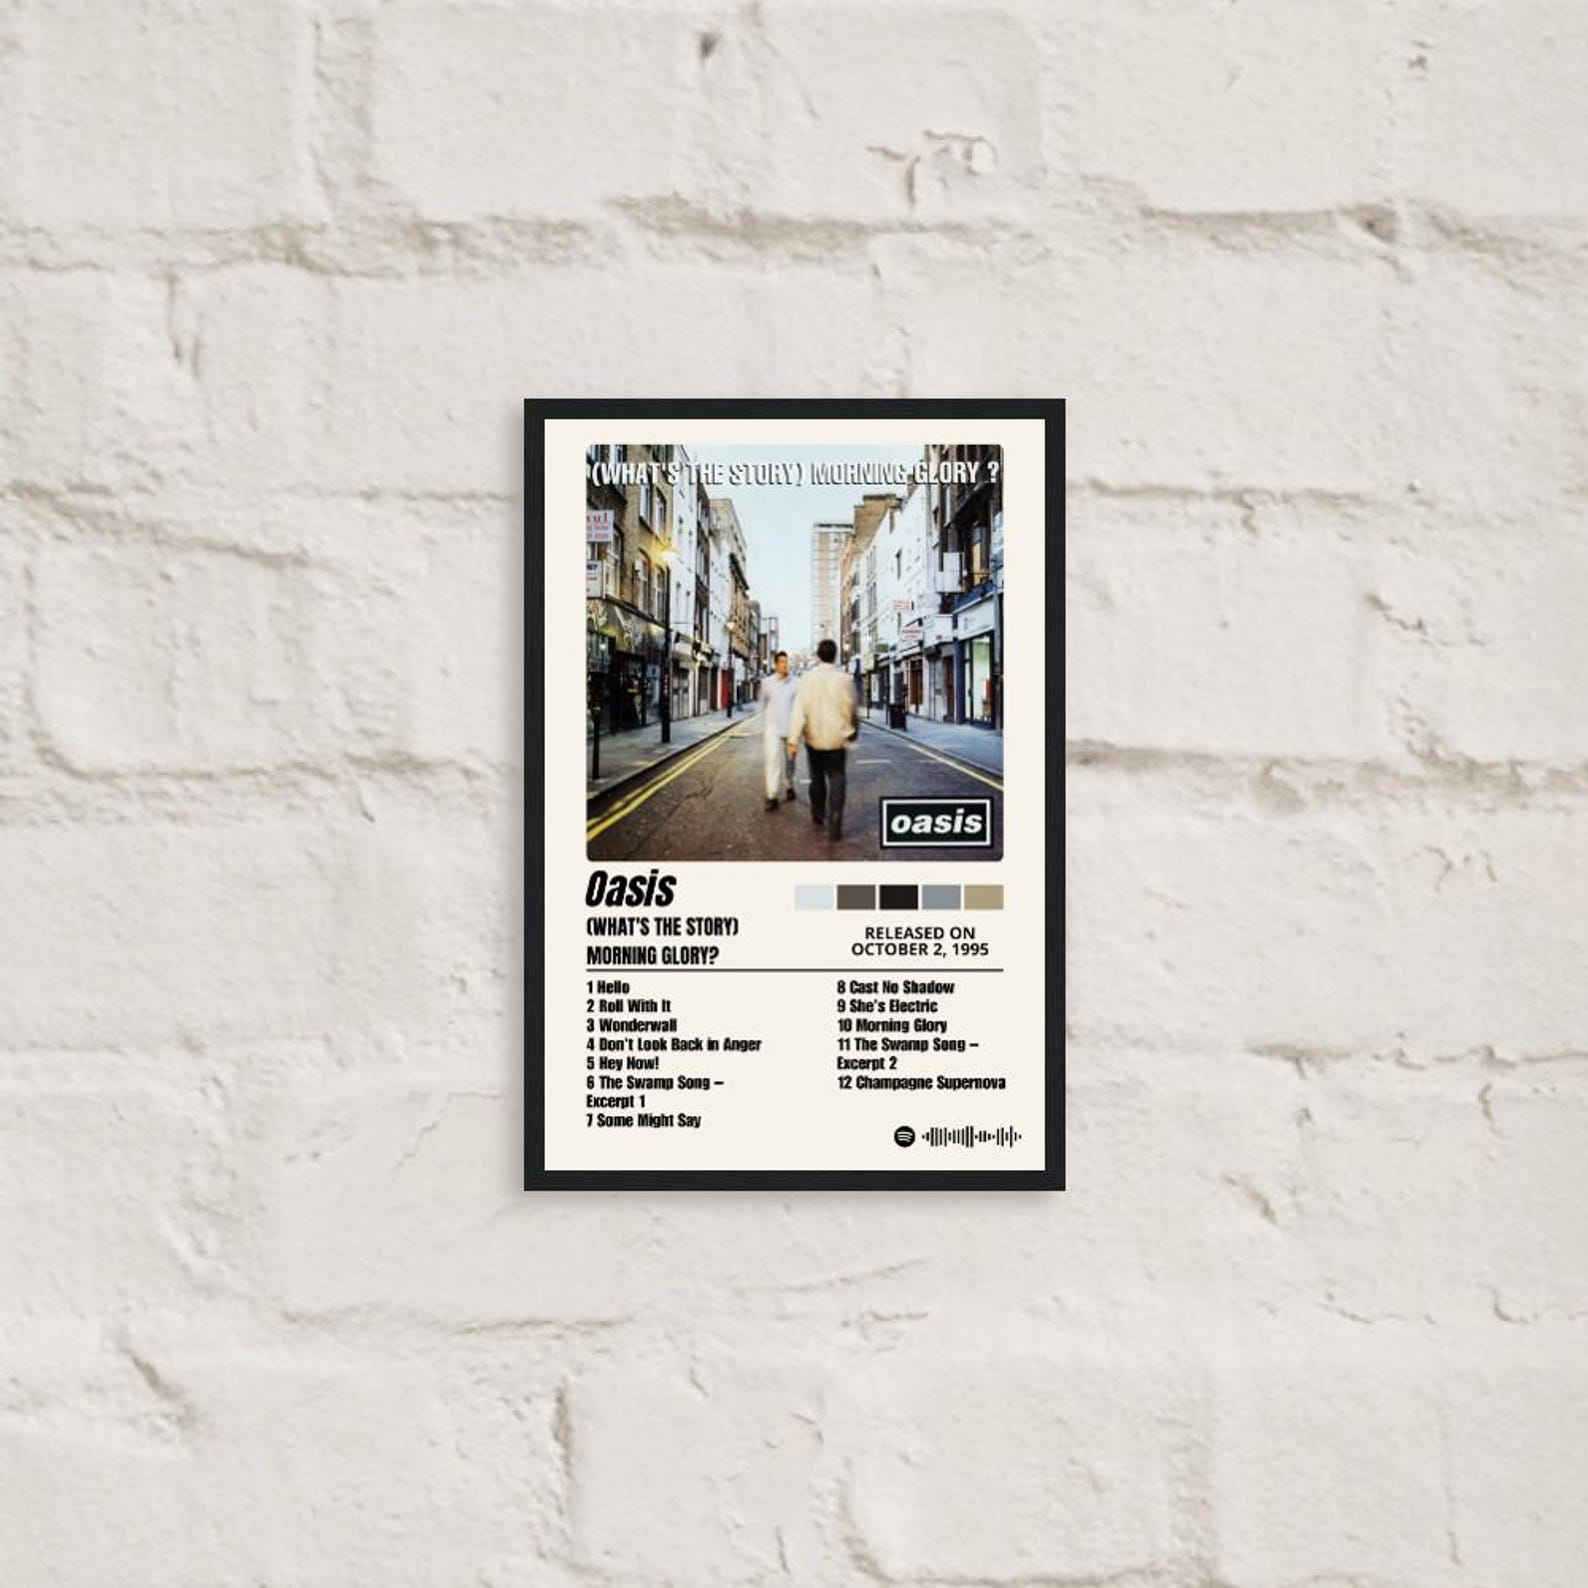 (WHAT'S THE STORY) MORNING GLORY ?
oasis
Oasis
(WHAT'S THE STORY)
MORNING GLORY?
RELEASED ON
OCTOBER 2, 1995
1 Hello
2 Roll With It
3 Wonderwall
4 Don't Look Back in Anger
5 Hey Now!
6 The Swamp Song –
Excerpt 1
7 Some Might Say
8 Cast No Shadow
9 She's Electric
10 Morning Glory
11 The Swamp Song –
Excerpt 2
12 Champagne Supernova